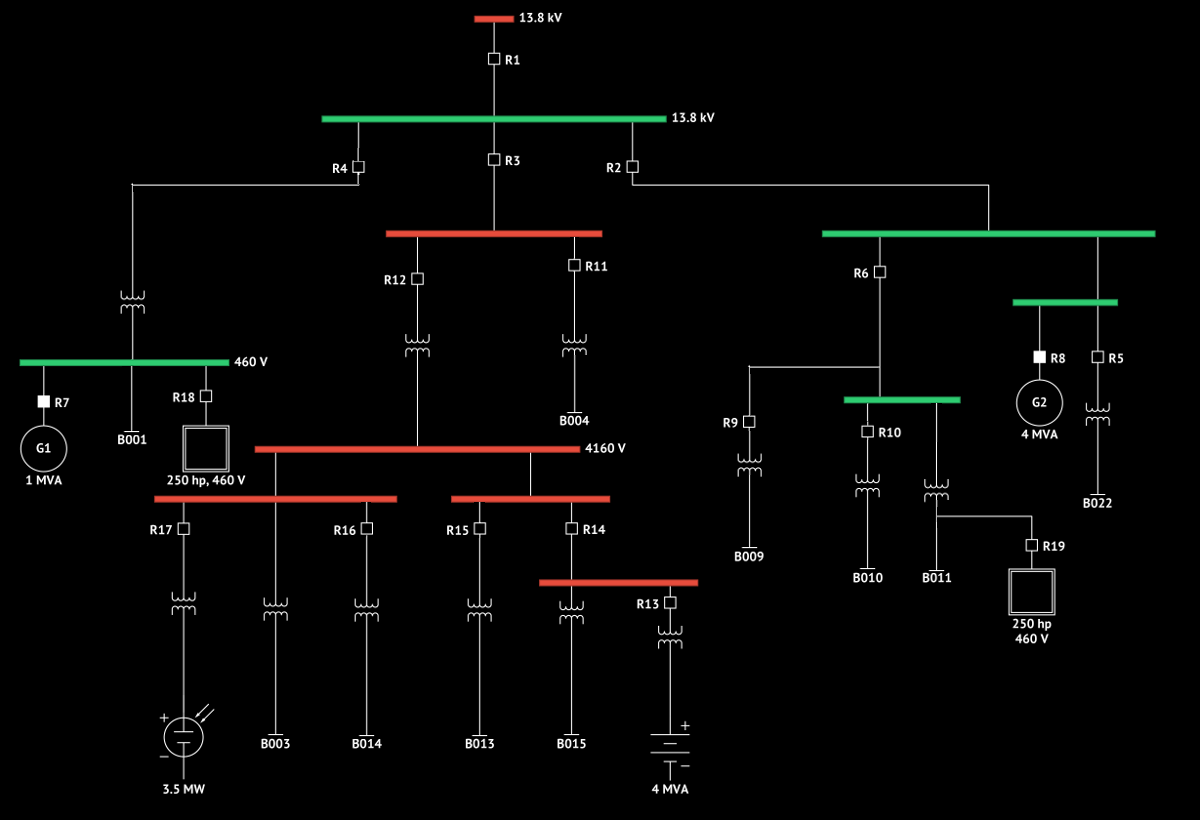 13.8 kV
R1
13.8 kV
R4
R3
R2
R12
R11
R6
460 V
R7
R18
B001
G1
1 MVA
250 hp, 460 V
B004
4160 V
R8
R5
G2
4 MVA
R9
R10
B022
R17
R16
R15
R14
B009
B010
B011
R19
250 hp
460 V
R13
+
−
B003
B014
B013
B015
+
−
3.5 MW
4 MVA